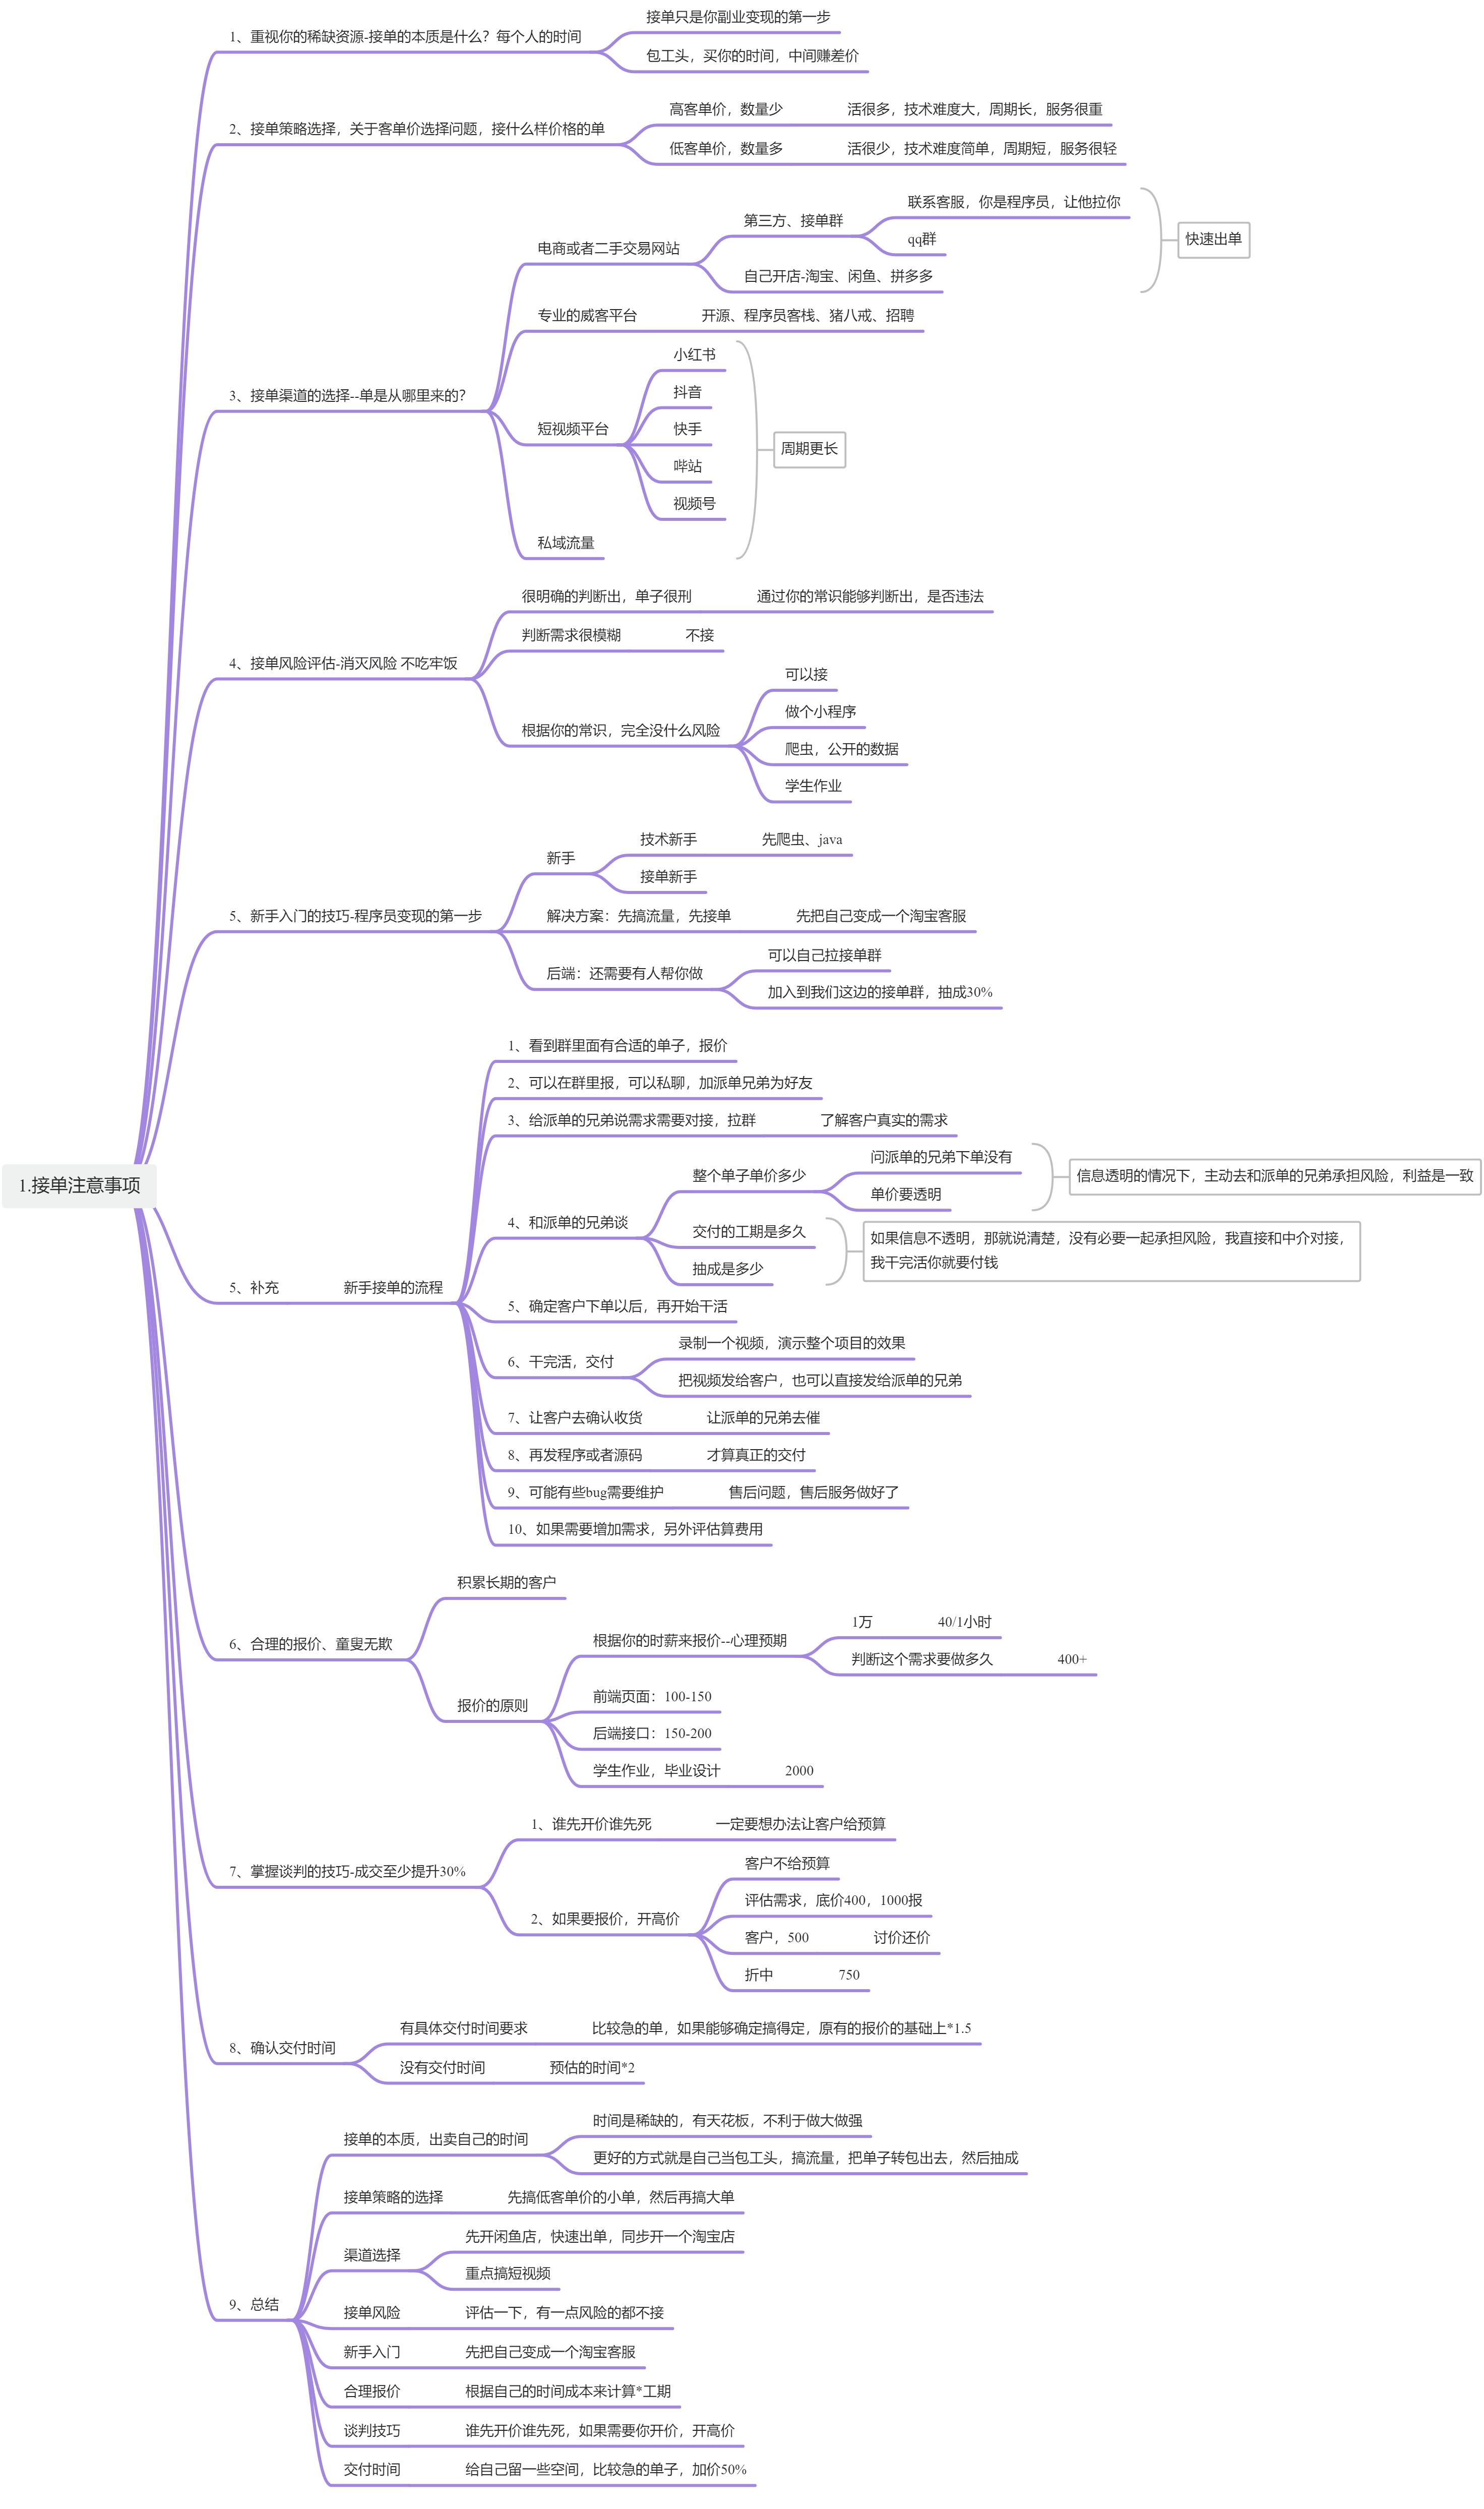 1.接单注意事项
1、重视你的稀缺资源-接单的本质是什么？每个人的时间
接单只是你副业变现的第一步
包工头，买你的时间，中间赚差价
2、接单策略选择，关于客单价选择问题，接什么样价格的单
高客单价，数量少
活很多，技术难度大，周期长，服务很重
低客单价，数量多
活很少，技术难度简单，周期短，服务很轻
3、接单渠道的选择--单是从哪里来的？
电商或者二手交易网站
第三方、接单群
联系客服，你是程序员，让他拉你
qq群
自己开店-淘宝、闲鱼、拼多多
快速出单
专业的威客平台
开源、程序员客栈、猪八戒、招聘
短视频平台
小红书
抖音
快手
哔站
视频号
私域流量
周期更长
4、接单风险评估-消灭风险 不吃牢饭
很明确的判断出，单子很刑
通过你的常识能够判断出，是否违法
判断需求很模糊
不接
根据你的常识，完全没什么风险
可以接
做个小程序
爬虫，公开的数据
学生作业
5、新手入门的技巧-程序员变现的第一步
新手
技术新手
先爬虫、java
接单新手
解决方案：先搞流量，先接单
先把自己变成一个淘宝客服
后端：还需要有人帮你做
可以自己拉接单群
加入到我们这边的接单群，抽成30%
5、补充
新手接单的流程
1、看到群里面有合适的单子，报价
2、可以在群里报，可以私聊，加派单兄弟为好友
3、给派单的兄弟说需求需要对接，拉群
了解客户真实的需求
4、和派单的兄弟谈
整个单子单价多少
问派单的兄弟下单没有
单价要透明
信息透明的情况下，主动去和派单的兄弟承担风险，利益是一致
交付的工期是多久
抽成是多少
如果信息不透明，那就说清楚，没有必要一起承担风险，我直接和中介对接，
我干完活你就要付钱
5、确定客户下单以后，再开始干活
6、干完活，交付
录制一个视频，演示整个项目的效果
把视频发给客户，也可以直接发给派单的兄弟
7、让客户去确认收货
让派单的兄弟去催
8、再发程序或者源码
才算真正的交付
9、可能有些bug需要维护
售后问题，售后服务做好了
10、如果需要增加需求，另外评估算费用
6、合理的报价、童叟无欺
积累长期的客户
报价的原则
根据你的时薪来报价--心理预期
1万
40/1小时
判断这个需求要做多久
400+
前端页面：100-150
后端接口：150-200
学生作业，毕业设计
2000
7、掌握谈判的技巧-成交至少提升30%
1、谁先开价谁先死
一定要想办法让客户给预算
2、如果要报价，开高价
客户不给预算
评估需求，底价400，1000报
客户，500
讨价还价
折中
750
8、确认交付时间
有具体交付时间要求
比较急的单，如果能够确定搞得定，原有的报价的基础上*1.5
没有交付时间
预估的时间*2
9、总结
接单的本质，出卖自己的时间
时间是稀缺的，有天花板，不利于做大做强
更好的方式就是自己当包工头，搞流量，把单子转包出去，然后抽成
接单策略的选择
先搞低客单价的小单，然后再搞大单
渠道选择
先开闲鱼店，快速出单，同步开一个淘宝店
重点搞短视频
接单风险
评估一下，有一点风险的都不接
新手入门
先把自己变成一个淘宝客服
合理报价
根据自己的时间成本来计算*工期
谈判技巧
谁先开价谁先死，如果需要你开价，开高价
交付时间
给自己留一些空间，比较急的单子，加价50%